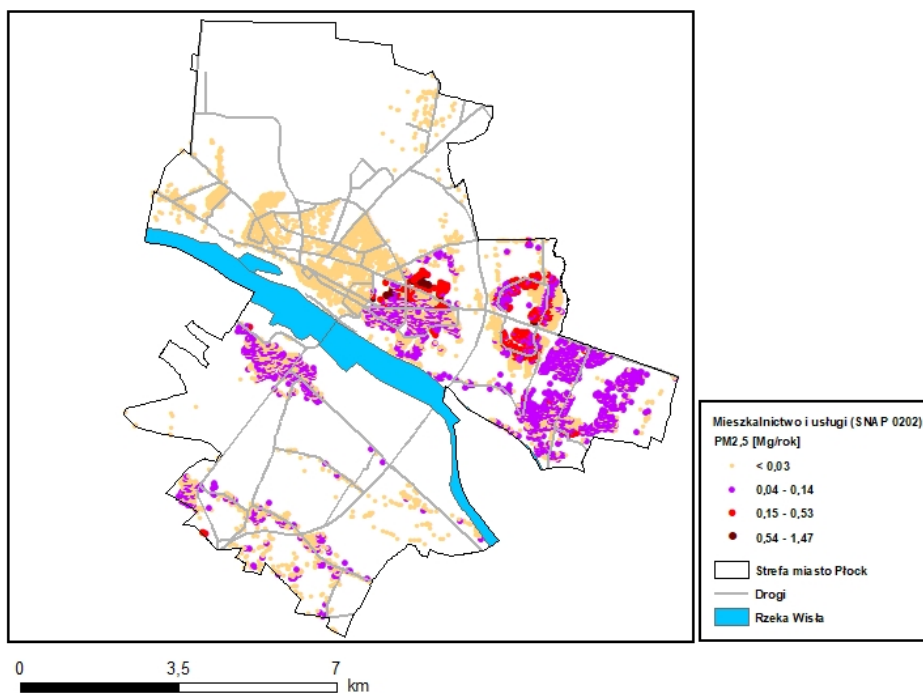 Mieszkalnictwo i usługi (SNAP 0202)
PM2,5 [Mg/rok]
< 0,03
0,04 - 0,14
0,15 - 0,53
0,54 - 1,47
Strefa miasto Płock
Drogi
Rzeka Wisła
0 3,5 7
km